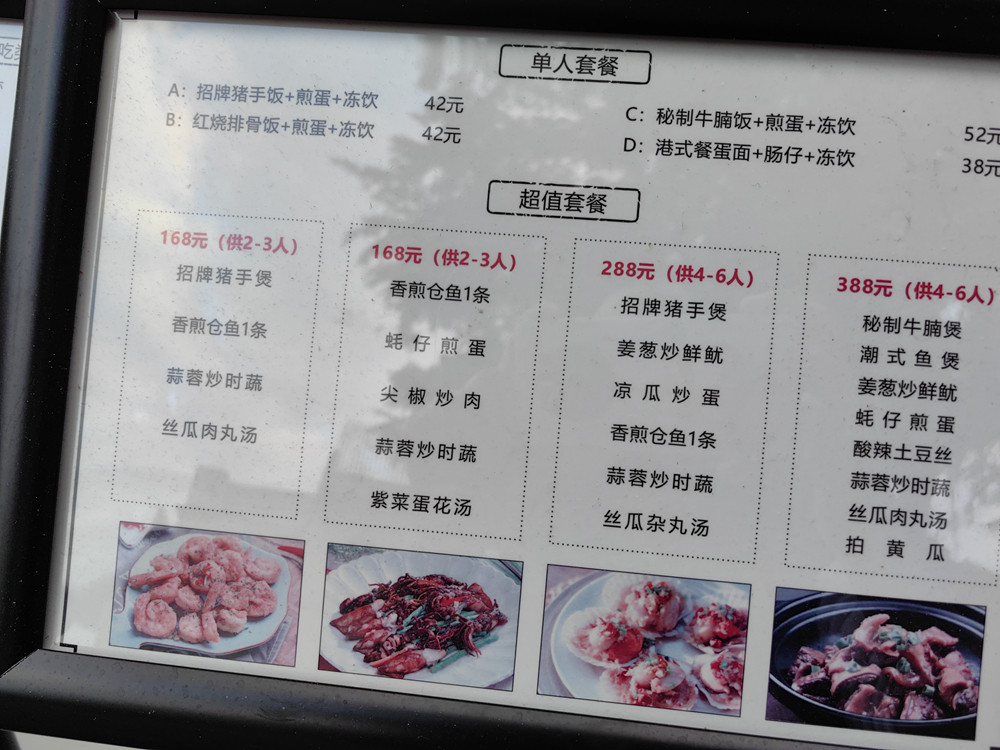 单人套餐
A：招牌猪手饭+煎蛋+冻饮 42元
B：红烧排骨饭+煎蛋+冻饮 42元
C：秘制牛腩饭+煎蛋+冻饮 52元
D：港式餐蛋面+肠仔+冻饮 38元
超值套餐
168元（供2-3人）
招牌猪手煲
香煎仓鱼1条
蒜蓉炒时蔬
丝瓜肉丸汤
168元（供2-3人）
香煎仓鱼1条
蚝仔煎蛋
尖椒炒肉
蒜蓉炒时蔬
紫菜蛋花汤
288元（供4-6人）
招牌猪手煲
姜葱炒鲜鱿
凉瓜炒蛋
香煎仓鱼1条
蒜蓉炒时蔬
丝瓜杂丸汤
388元（供4-6人）
秘制牛腩煲
潮式鱼煲
姜葱炒鲜鱿
蚝仔煎蛋
酸辣土豆丝
蒜蓉炒时蔬
丝瓜肉丸汤
拍黄瓜